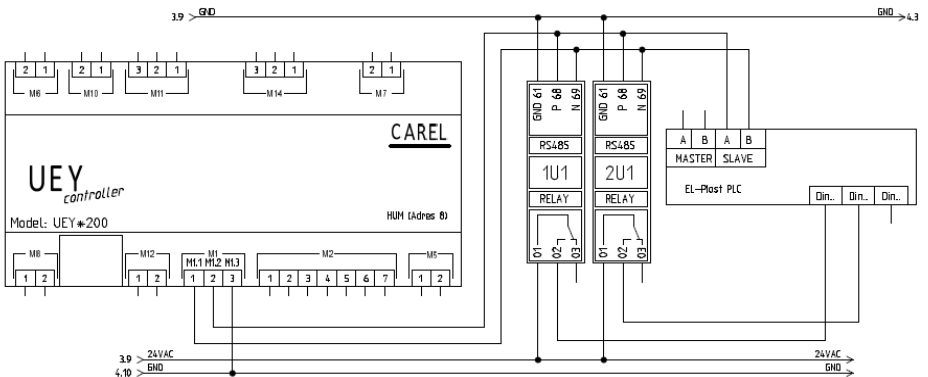 3.9 GND GND 4.3
2 1 2 1 3 2 1 3 2 1 2 1
M6 M10 M11 M14 M7
CAREL
UEY
controller
Model: UEY*200
HUM (Adres 8)
M8 M12 M1 M2 M5
M1.1 M1.2 M1.3
1 2 1 2 1 2 3 1 2 3 4 5 6 7 1 2
GND 61 P 68 N 69 GND 61 P 68 N 69
RS485 RS485
1U1 2U1
RELAY RELAY
01 02 03 01 02 03
A B A B
MASTER SLAVE
EL-Plast PLC
Din.. Din.. Din..
3.9 24VAC 24VAC
4.10 GND GND